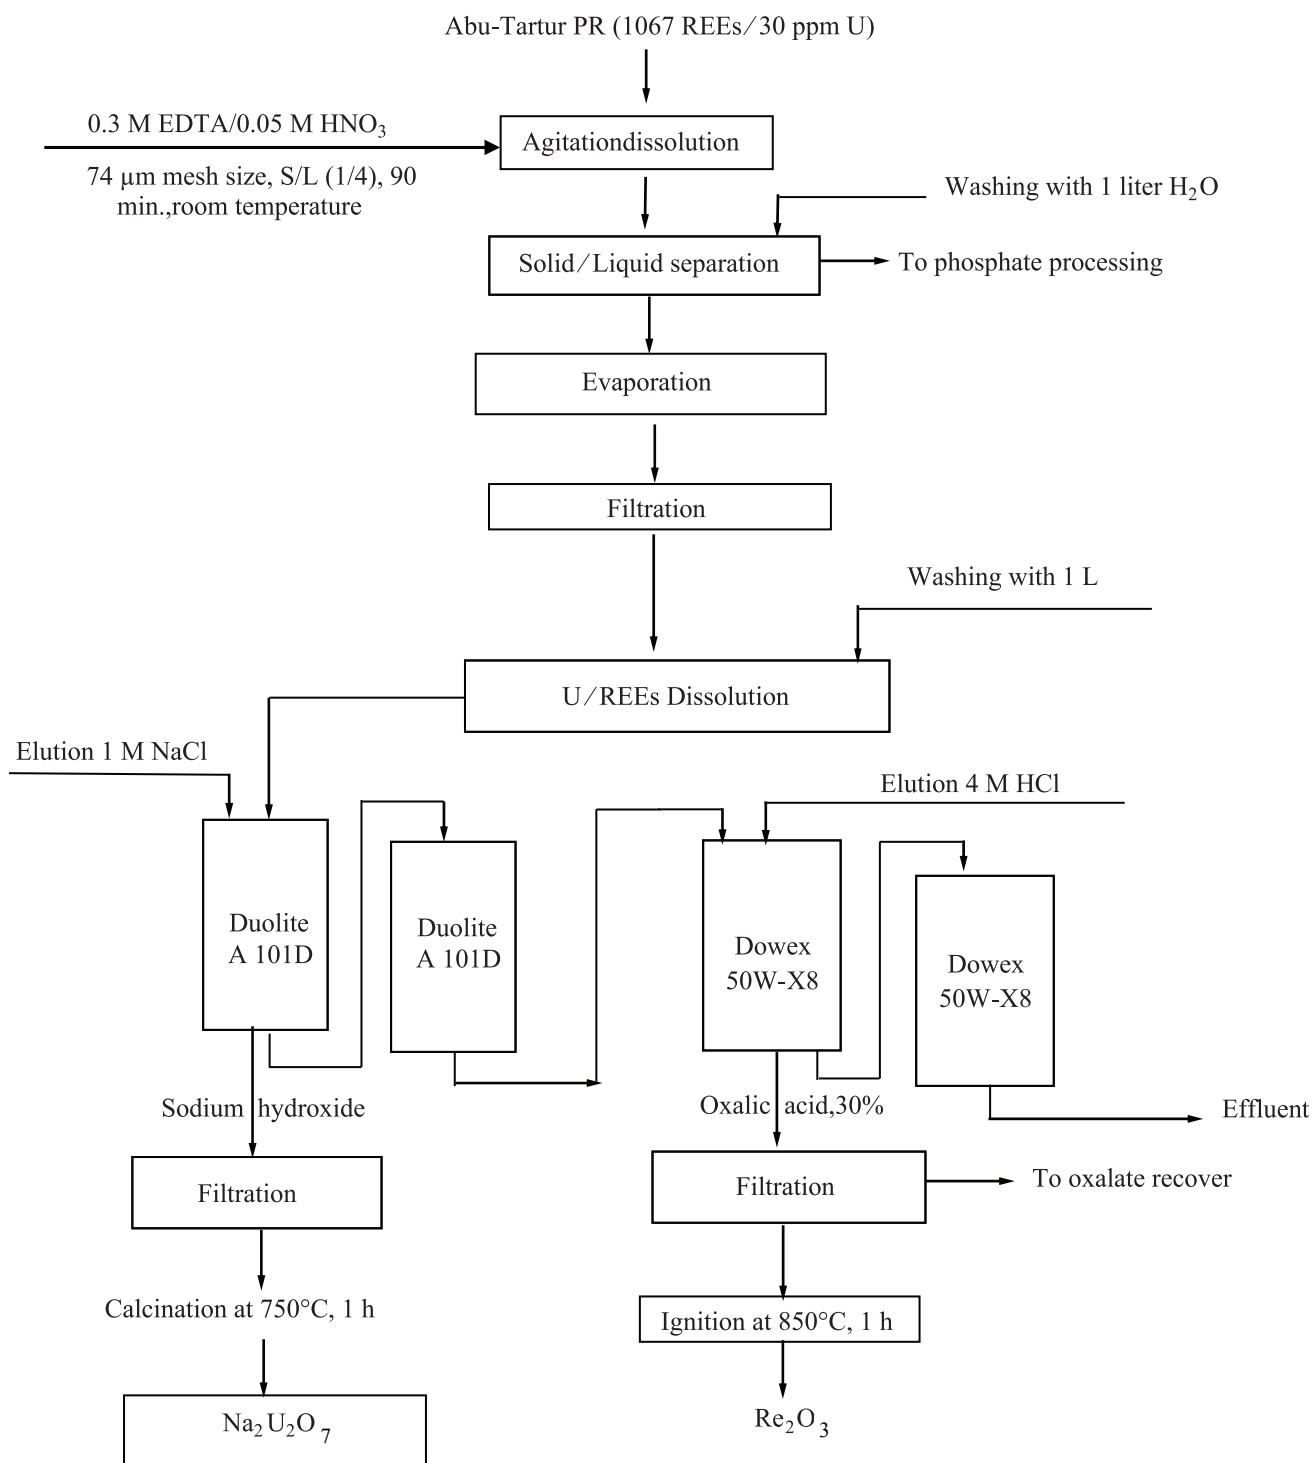 Abu-Tartur PR (1067 REEs/30 ppm U)
0.3 M EDTA/0.05 M HNO₃
74 µm mesh size, S/L (1/4), 90
min.,room temperature
Agitationdissolution
Washing with 1 liter H₂O
Solid/Liquid separation
To phosphate processing
Evaporation
Filtration
Washing with 1 L
U/REEs Dissolution
Elution 1 M NaCl
Elution 4 M HCl
Duolite
A 101D
Duolite
A 101D
Dowex
50W-X8
Dowex
50W-X8
Sodium hydroxide
Oxalic acid,30%
Effluent
Filtration
Filtration
To oxalate recover
Calcination at 750°C, 1 h
Ignition at 850°C, 1 h
Na₂U₂O₇
Re₂O₃